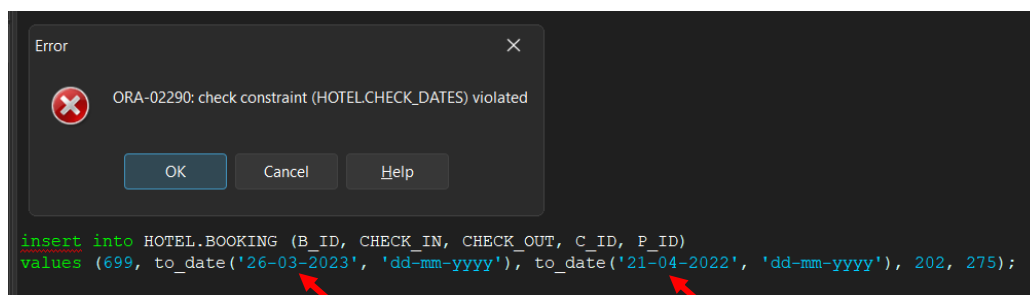 Error
ORA-02290: check constraint (HOTEL.CHECK_DATES) violated
OK Cancel Help
insert into HOTEL.BOOKING (B_ID, CHECK_IN, CHECK_OUT, C_ID, P_ID)
values (699, to_date('26-03-2023', 'dd-mm-yyyy'), to_date('21-04-2022', 'dd-mm-yyyy'), 202, 275);